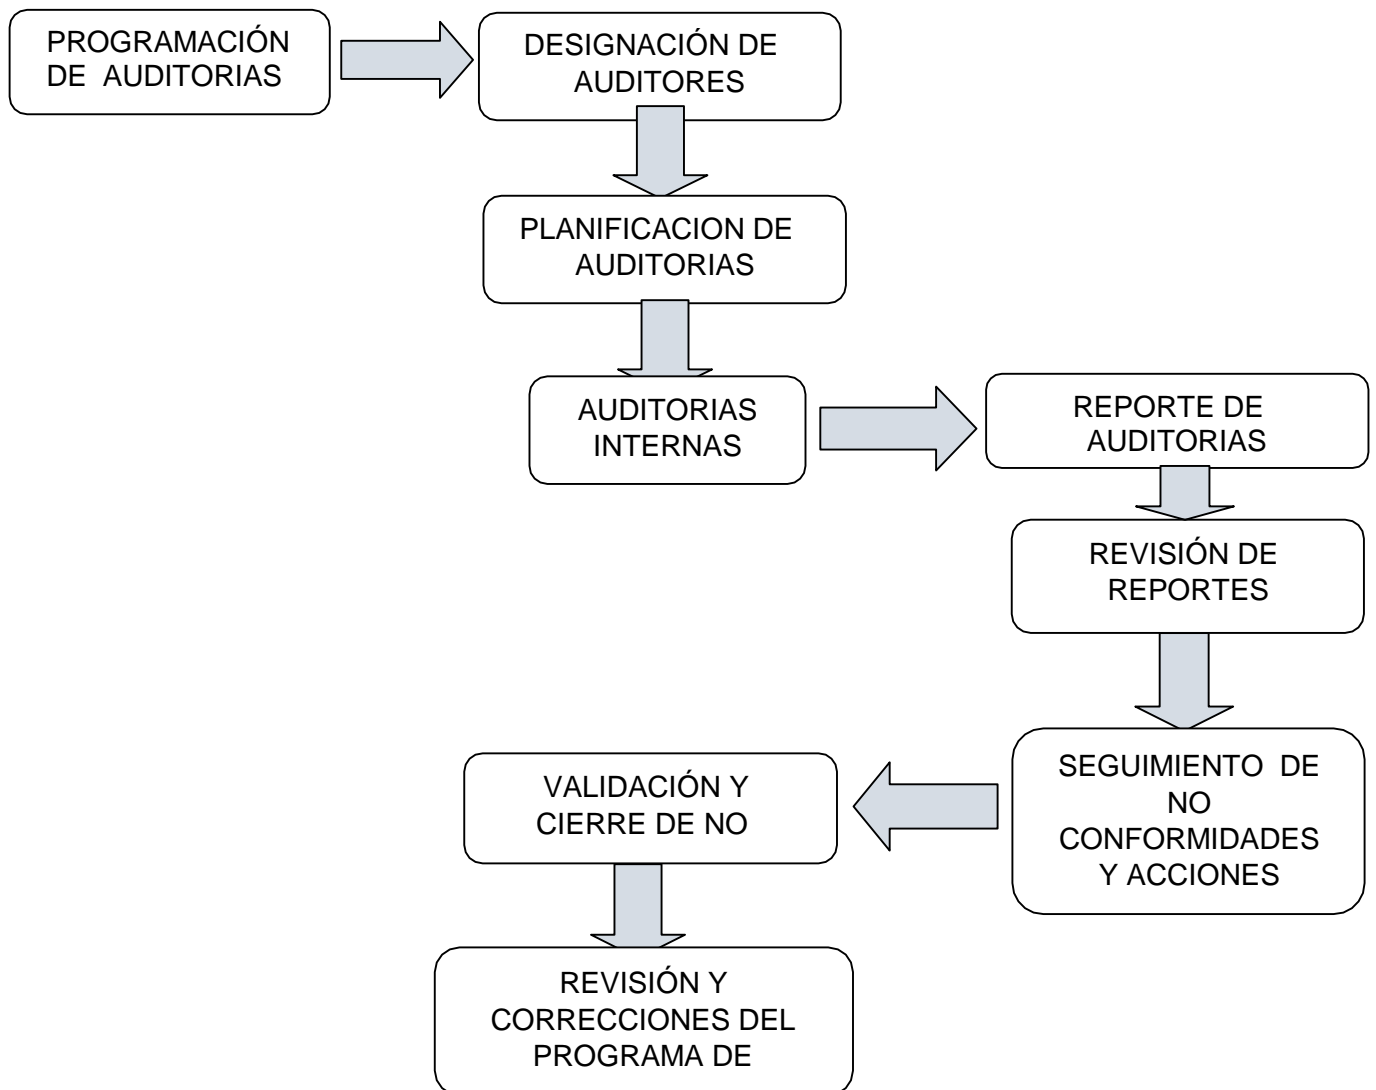 PROGRAMACIÓN
DE AUDITORIAS
DESIGNACIÓN DE
AUDITORES
PLANIFICACION DE
AUDITORIAS
AUDITORIAS
INTERNAS
REPORTE DE
AUDITORIAS
REVISIÓN DE
REPORTES
SEGUIMIENTO DE
NO
CONFORMIDADES
Y ACCIONES
VALIDACIÓN Y
CIERRE DE NO
REVISIÓN Y
CORRECCIONES DEL
PROGRAMA DE